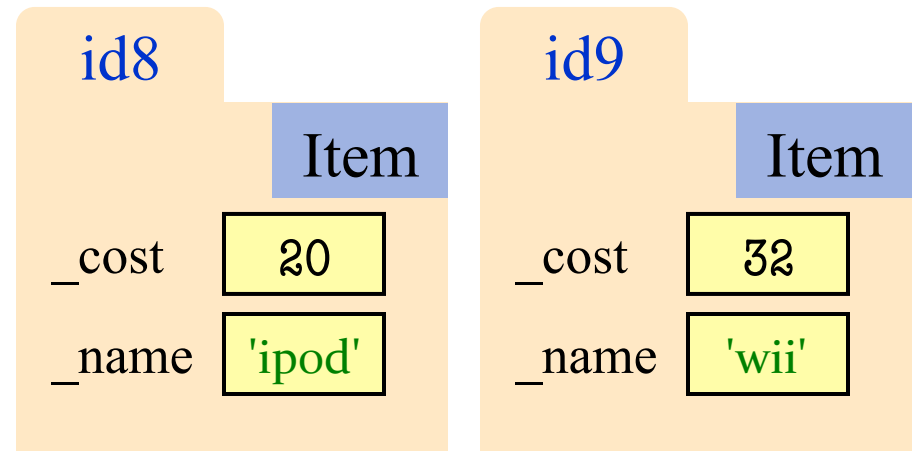 id8
Item
_cost 20
_name 'ipod'
id9
Item
_cost 32
_name 'wii'